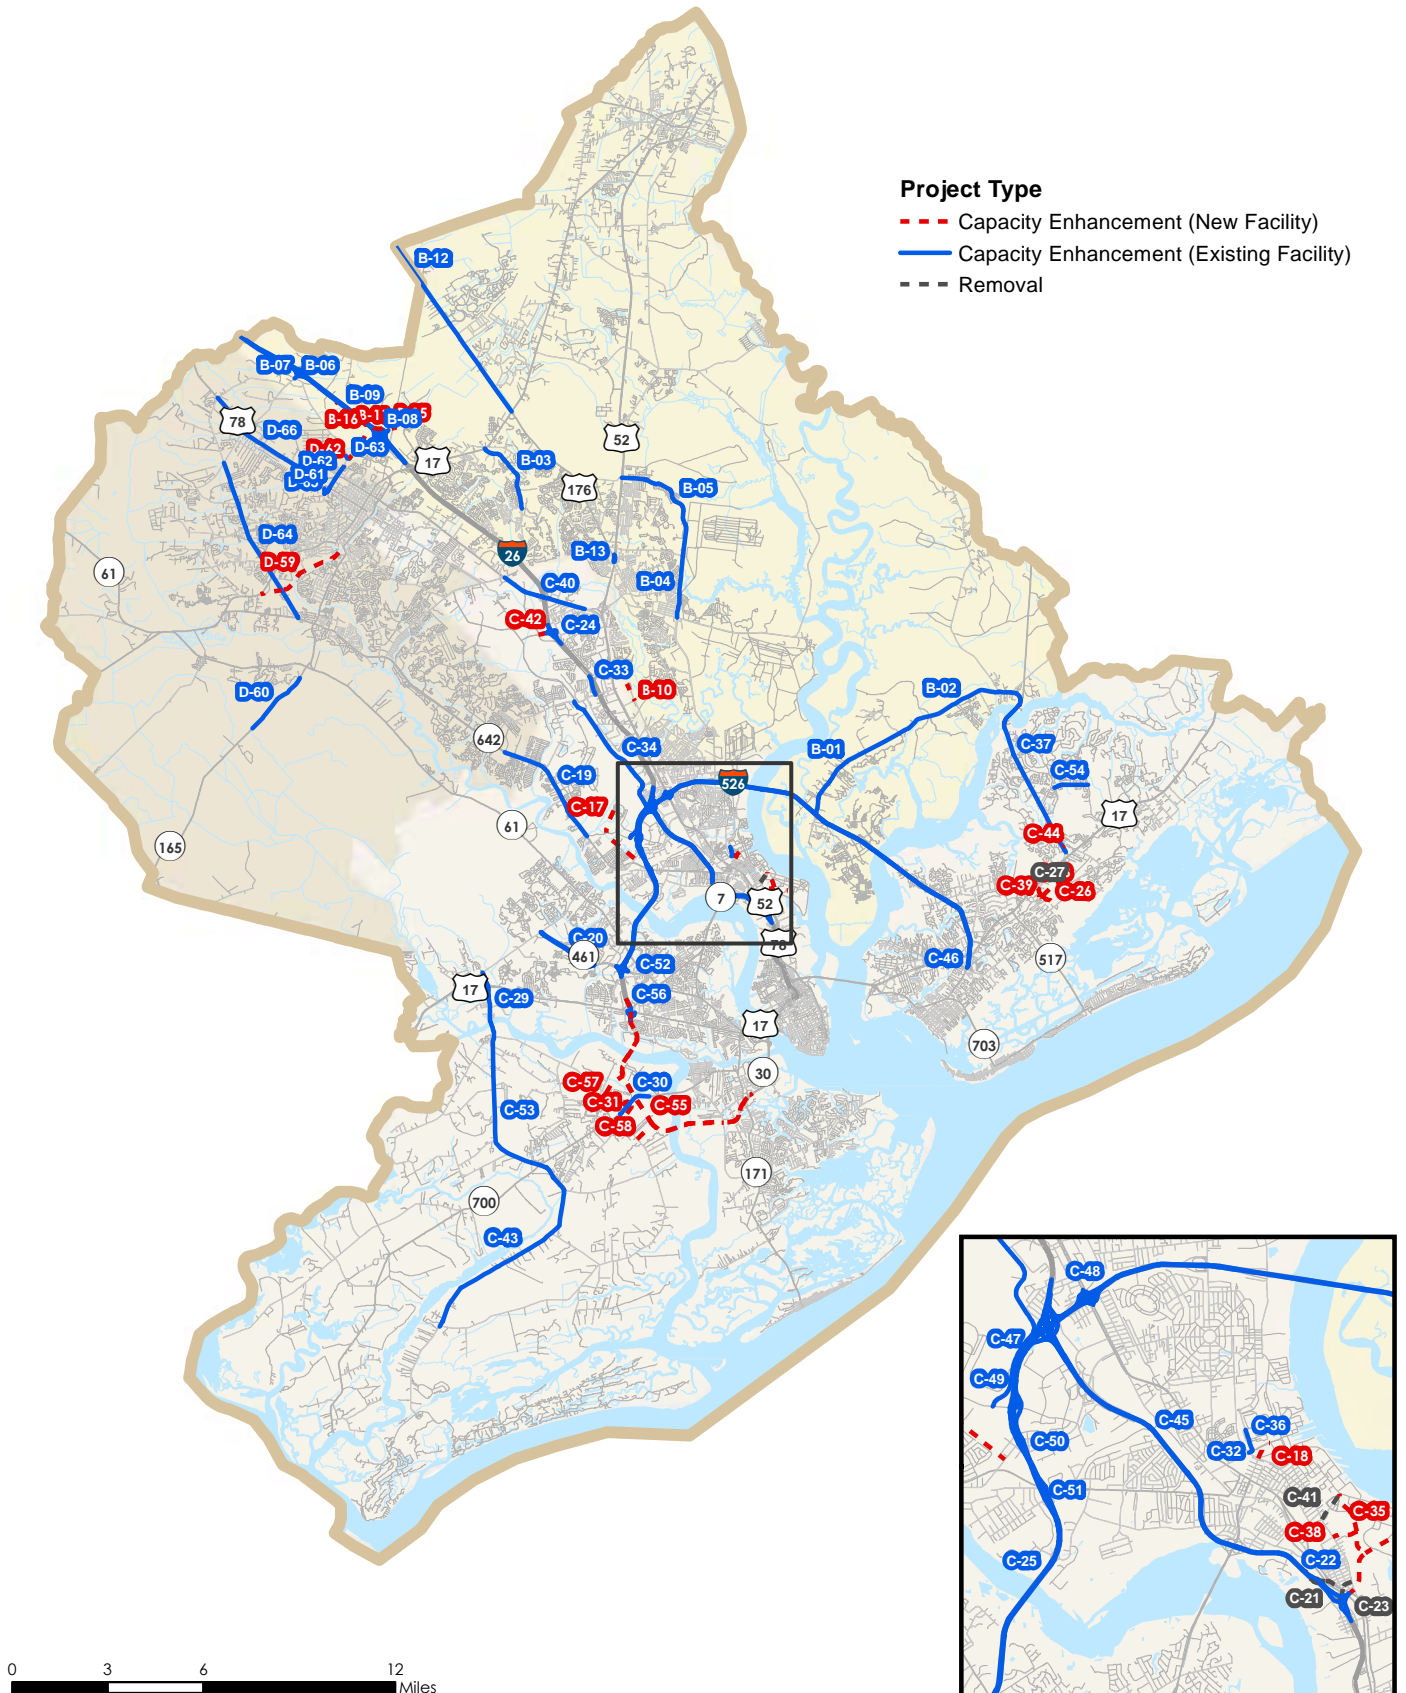 Project Type
Capacity Enhancement (New Facility)
Capacity Enhancement (Existing Facility)
Removal
B-12
B-07
B-06
B-09
B-16
B-08
78
D-66
D-62
D-63
D-62
D-61
17
52
B-03
176
B-05
D-64
D-59
26
B-13
B-04
61
C-40
C-42
C-24
C-33
B-10
D-60
B-02
642
C-34
B-01
C-37
C-19
C-54
526
C-17
17
61
C-44
165
C-27
C-39
C-26
7
52
C-20
461
78
C-52
C-46
517
17
C-29
C-56
17
703
30
C-57
C-30
C-31
C-55
C-53
C-58
171
700
C-43
C-48
C-47
C-49
C-45
C-36
C-50
C-32
C-18
C-51
C-41
C-35
C-38
C-25
C-22
C-21
C-23
0 3 6 12
Miles